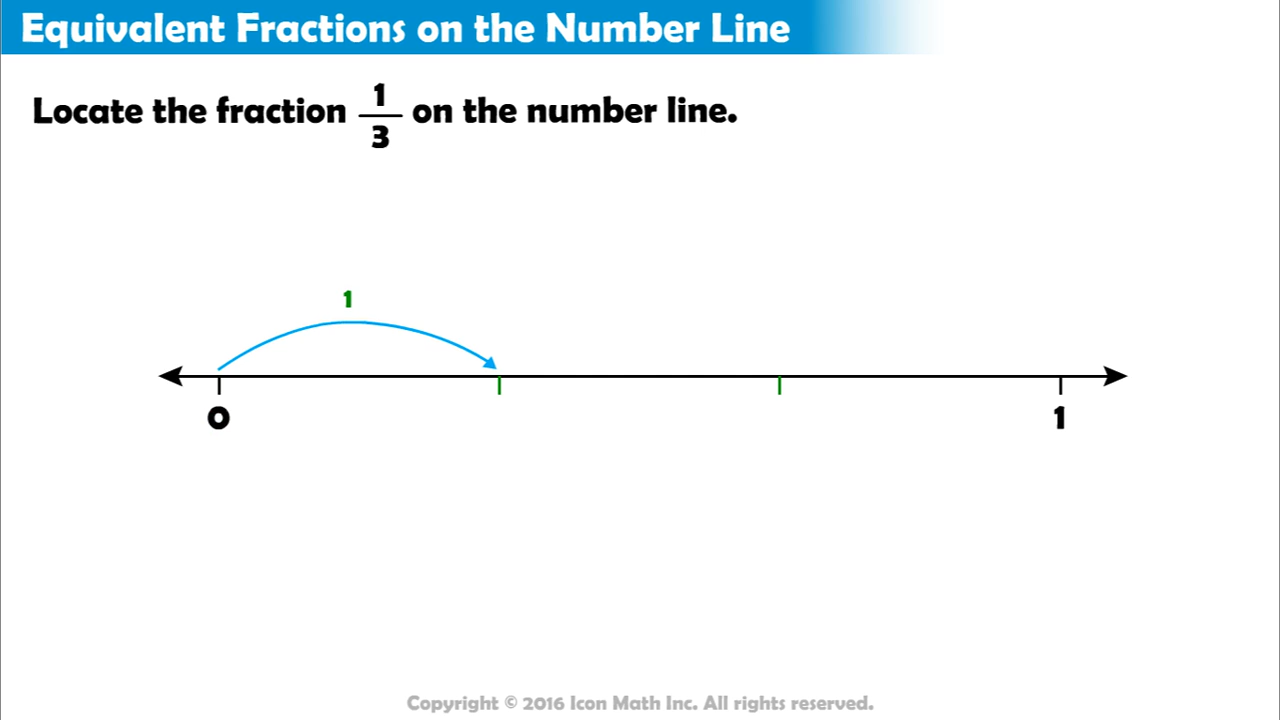 Equivalent Fractions on the Number Line
Locate the fraction 1/3 on the number line.
1
0 1
Copyright © 2016 Icon Math Inc. All rights reserved.